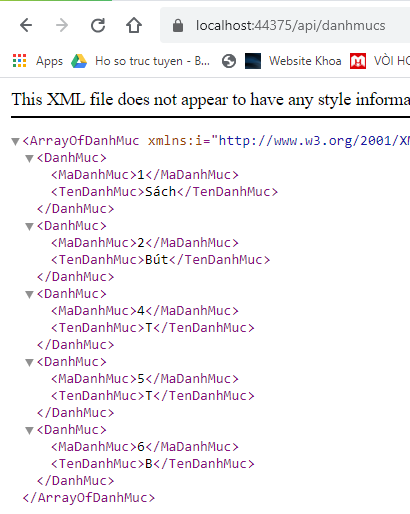 localhost:44375/api/danhmucs
Apps Ho so truc tuyen - B... Website Khoa VÒI HO
This XML file does not appear to have any style informa
▼<ArrayOfDanhMuc xmlns:i="http://www.w3.org/2001/XM
▼<DanhMuc>
<MaDanhMuc>1</MaDanhMuc>
<TenDanhMuc>Sách</TenDanhMuc>
</DanhMuc>
▼<DanhMuc>
<MaDanhMuc>2</MaDanhMuc>
<TenDanhMuc>Bút</TenDanhMuc>
</DanhMuc>
▼<DanhMuc>
<MaDanhMuc>4</MaDanhMuc>
<TenDanhMuc>T</TenDanhMuc>
</DanhMuc>
▼<DanhMuc>
<MaDanhMuc>5</MaDanhMuc>
<TenDanhMuc>T</TenDanhMuc>
</DanhMuc>
▼<DanhMuc>
<MaDanhMuc>6</MaDanhMuc>
<TenDanhMuc>B</TenDanhMuc>
</DanhMuc>
</ArrayOfDanhMuc>